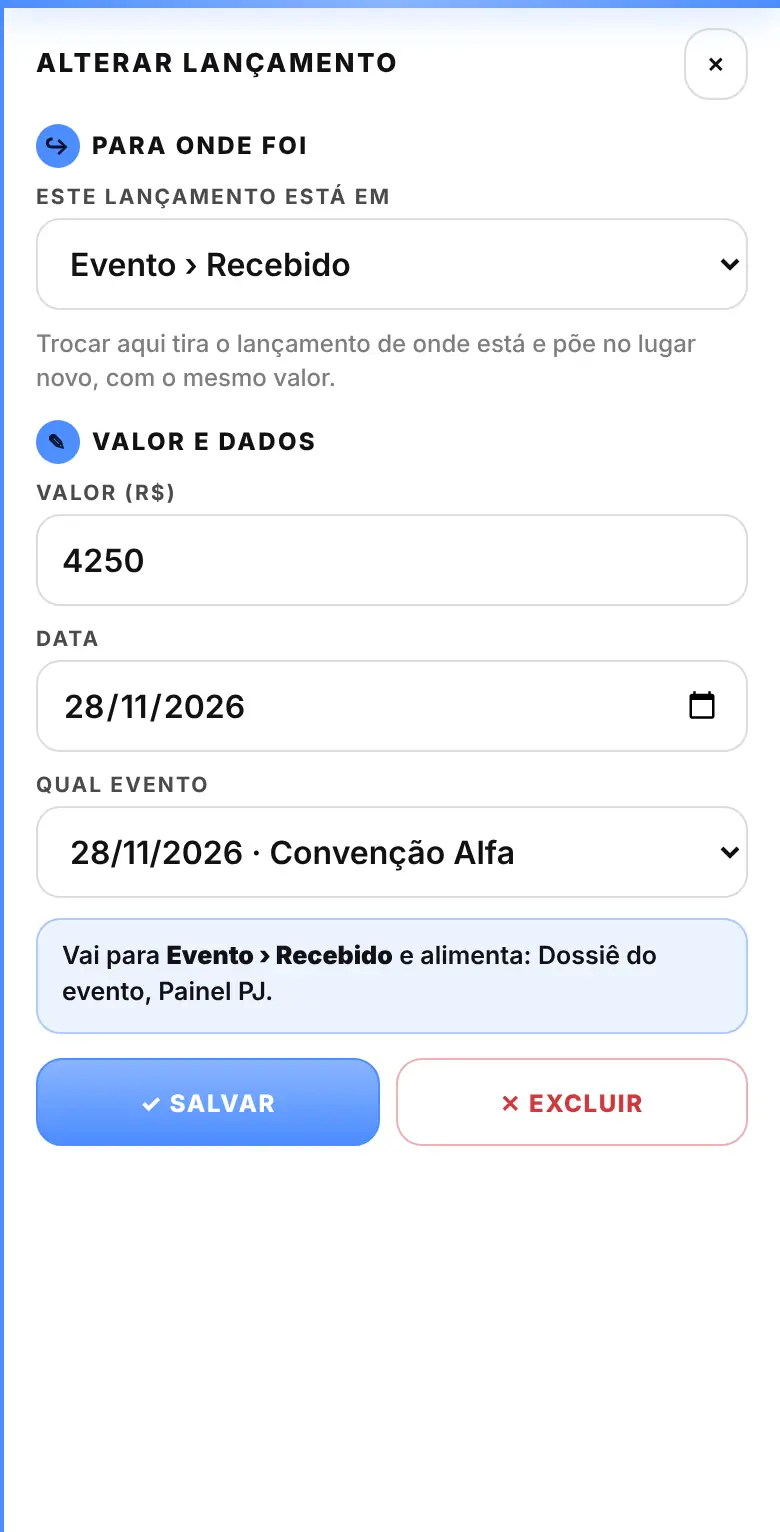 ALTERAR LANÇAMENTO
×
↪ PARA ONDE FOI
ESTE LANÇAMENTO ESTÁ EM
Evento › Recebido
Trocar aqui tira o lançamento de onde está e põe no lugar
novo, com o mesmo valor.
✎ VALOR E DADOS
VALOR (R$)
4250
DATA
28/11/2026
QUAL EVENTO
28/11/2026 · Convenção Alfa
Vai para Evento › Recebido e alimenta: Dossiê do
evento, Painel PJ.
✓ SALVAR
✕ EXCLUIR